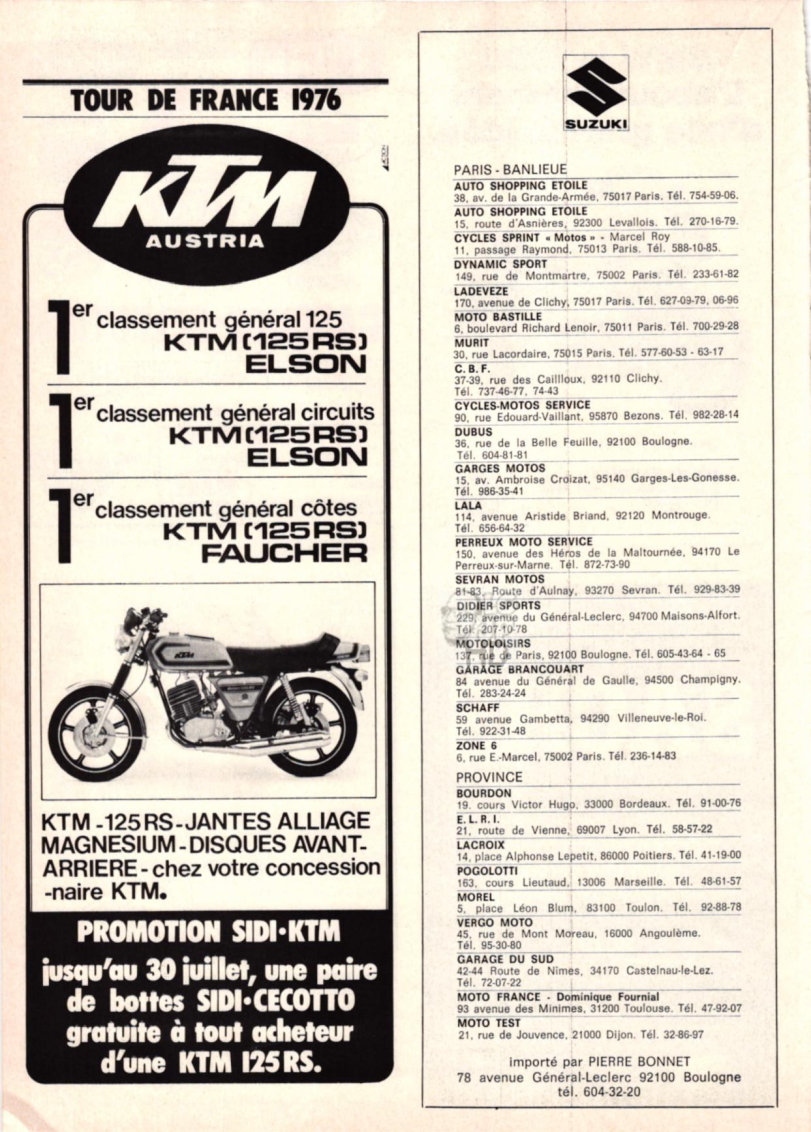 TOUR DE FRANCE 1976
KTM
AUSTRIA
1er classement général 125
KTM (125 RS)
ELSON
1er classement général circuits
KTM (125 RS)
ELSON
1er classement général côtes
KTM (125 RS)
FAUCHER
KTM
KTM - 125 RS - JANTES ALLIAGE
MAGNESIUM - DISQUES AVANT-
ARRIERE - chez votre concession
-naire KTM.
PROMOTION SIDI·KTM
jusqu'au 30 juillet, une paire
de bottes SIDI·CECOTTO
gratuite à tout acheteur
d'une KTM 125 RS.
SUZUKI
PARIS - BANLIEUE
AUTO SHOPPING ETOILE
38, av. de la Grande-Armée, 75017 Paris. Tél. 754-59-06.
AUTO SHOPPING ETOILE
15, route d'Asnières, 92300 Levallois. Tél. 270-16-79.
CYCLES SPRINT « Motos » - Marcel Roy
11, passage Raymond, 75013 Paris. Tél. 588-10-85.
DYNAMIC SPORT
149, rue de Montmartre, 75002 Paris. Tél. 233-61-82
LADEVEZE
170, avenue de Clichy, 75017 Paris. Tél. 627-09-79, 06-96
MOTO BASTILLE
6, boulevard Richard Lenoir, 75011 Paris. Tél. 700-29-28
MURIT
30, rue Lacordaire, 75015 Paris. Tél. 577-60-53 - 63-17
C.B.F.
37-39, rue des Caillloux, 92110 Clichy.
Tél. 737-46-77, 74-43
CYCLES-MOTOS SERVICE
90, rue Edouard-Vaillant, 95870 Bezons. Tél. 982-28-14
DUBUS
36, rue de la Belle Feuille, 92100 Boulogne.
Tél. 604-81-81
GARGES MOTOS
15, av. Ambroise Croizat, 95140 Garges-Les-Gonesse.
Tél. 986-35-41
LALA
114, avenue Aristide Briand, 92120 Montrouge.
Tél. 656-64-32
PERREUX MOTO SERVICE
150, avenue des Héros de la Maltournée, 94170 Le
Perreux-sur-Marne. Tél. 872-73-90
SEVRAN MOTOS
81-83, Route d'Aulnay, 93270 Sevran. Tél. 929-83-39
DIDIER SPORTS
229, avenue du Général-Leclerc, 94700 Maisons-Alfort.
Tél. 207-10-78
MOTOLOISIRS
137, rue de Paris, 92100 Boulogne. Tél. 605-43-64 - 65
GARAGE BRANCOUART
84 avenue du Général de Gaulle, 94500 Champigny.
Tél. 283-24-24
SCHAFF
59 avenue Gambetta, 94290 Villeneuve-le-Roi.
Tél. 922-31-48
ZONE 6
6, rue E.-Marcel, 75002 Paris. Tél. 236-14-83
PROVINCE
BOURDON
19. cours Victor Hugo, 33000 Bordeaux. Tél. 91-00-76
E.L.R.I.
21, route de Vienne, 69007 Lyon. Tél. 58-57-22
LACROIX
14, place Alphonse Lepetit, 86000 Poitiers. Tél. 41-19-00
POGOLOTTI
163, cours Lieutaud, 13006 Marseille. Tél. 48-61-57
MOREL
5, place Léon Blum, 83100 Toulon. Tél. 92-88-78
VERGO MOTO
45, rue de Mont Moreau, 16000 Angoulème.
Tél. 95-30-80
GARAGE DU SUD
42-44 Route de Nimes, 34170 Castelnau-le-Lez.
Tél. 72-07-22
MOTO FRANCE - Dominique Fournial
93 avenue des Minimes, 31200 Toulouse. Tél. 47-92-07
MOTO TEST
21, rue de Jouvence, 21000 Dijon. Tél. 32-86-97
importé par PIERRE BONNET
78 avenue Général-Leclerc 92100 Boulogne
tél. 604-32-20